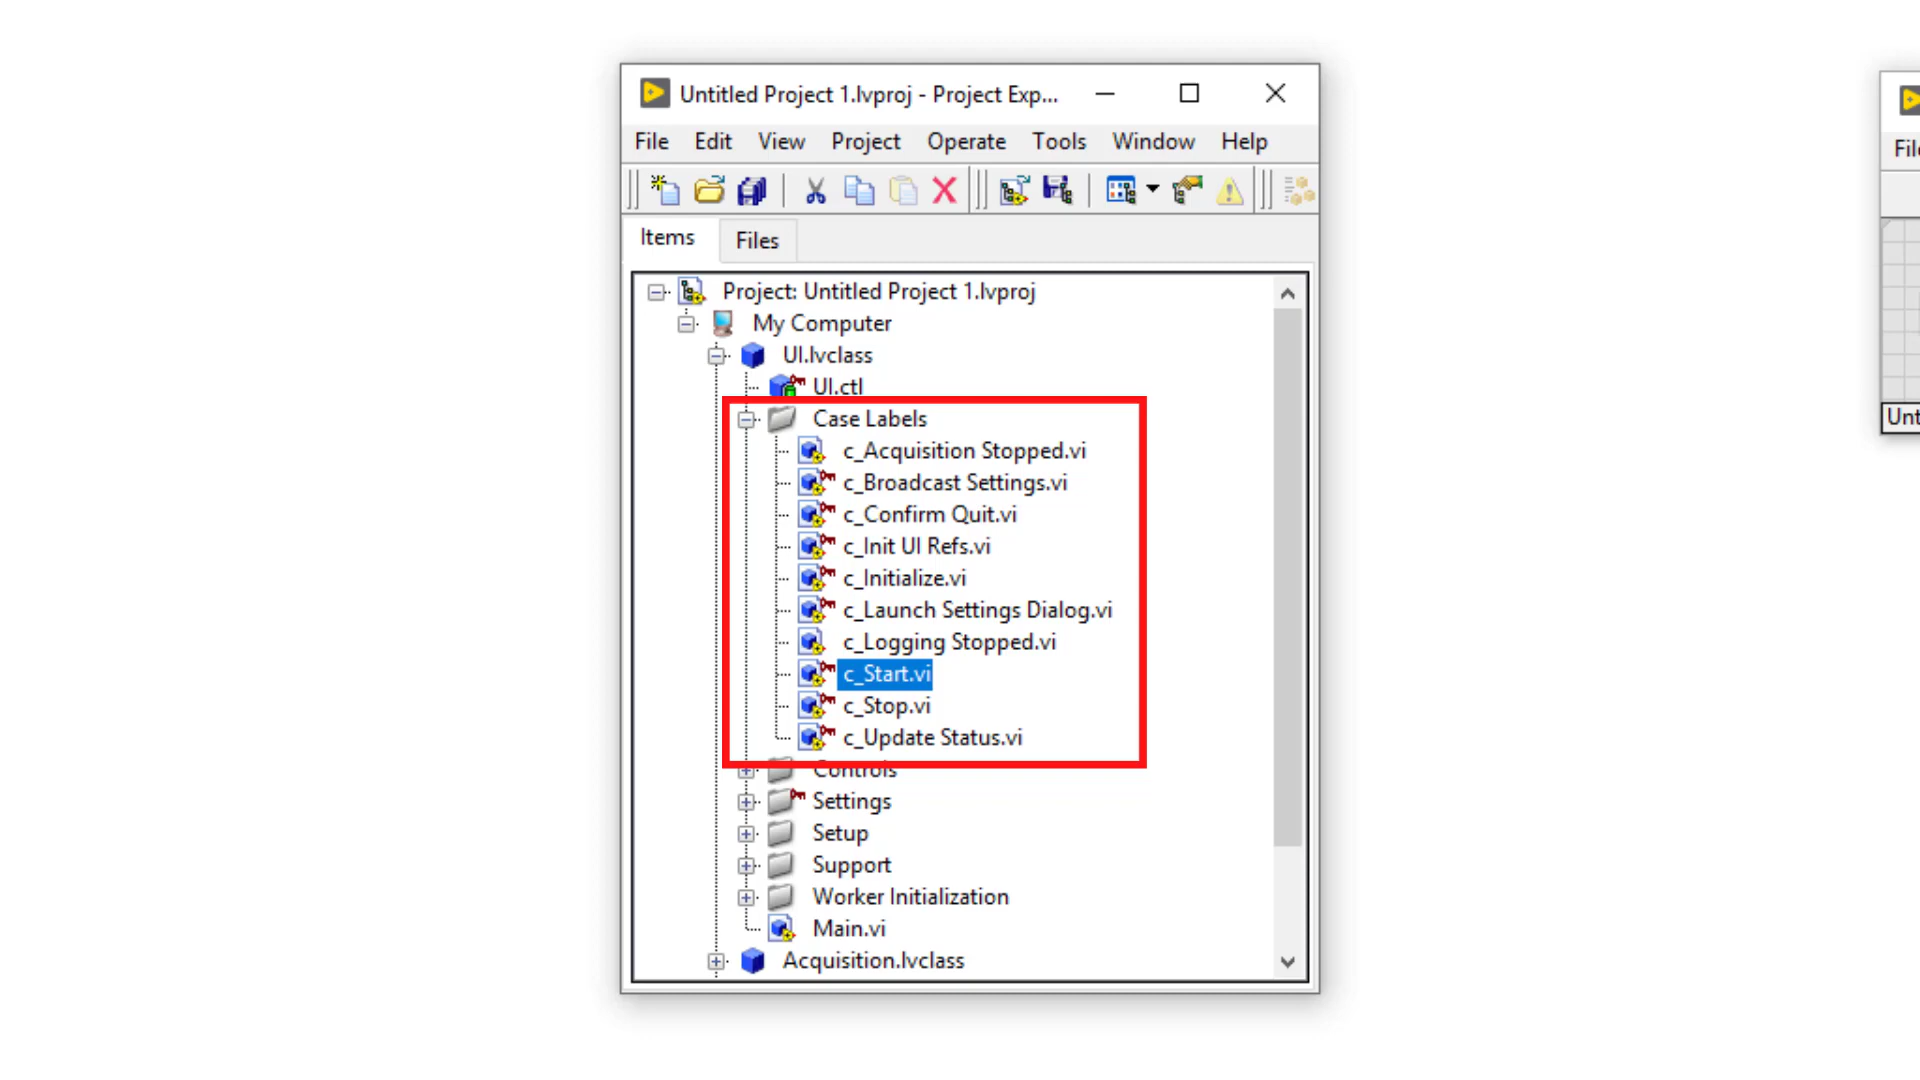 Untitled Project 1.lvproj - Project Exp...
File Edit View Project Operate Tools Window Help
Items Files
Project: Untitled Project 1.lvproj
My Computer
UI.lvclass
UI.ctl
Case Labels
c_Acquisition Stopped.vi
c_Broadcast Settings.vi
c_Confirm Quit.vi
c_Init UI Refs.vi
c_Initialize.vi
c_Launch Settings Dialog.vi
c_Logging Stopped.vi
c_Start.vi
c_Stop.vi
c_Update Status.vi
Controls
Settings
Setup
Support
Worker Initialization
Main.vi
Acquisition.lvclass